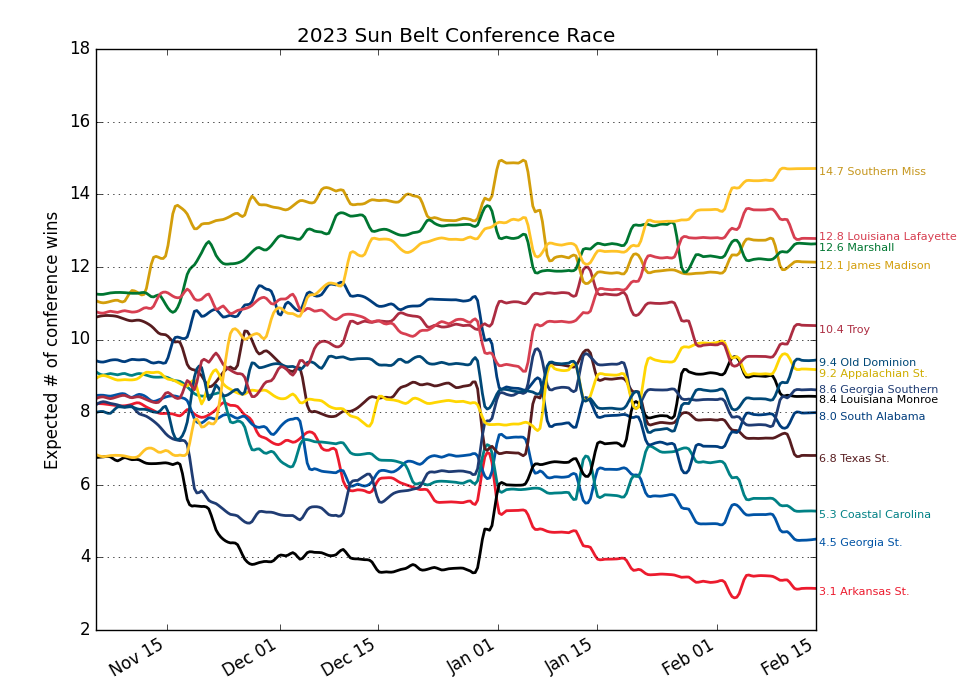 2023 Sun Belt Conference Race
Expected # of conference wins
18
16
14
12
10
8
6
4
2
14.7 Southern Miss
12.8 Louisiana Lafayette
12.6 Marshall
12.1 James Madison
10.4 Troy
9.4 Old Dominion
9.2 Appalachian St.
8.6 Georgia Southern
8.4 Louisiana Monroe
8.0 South Alabama
6.8 Texas St.
5.3 Coastal Carolina
4.5 Georgia St.
3.1 Arkansas St.
Nov 15
Dec 01
Dec 15
Jan 01
Jan 15
Feb 01
Feb 15